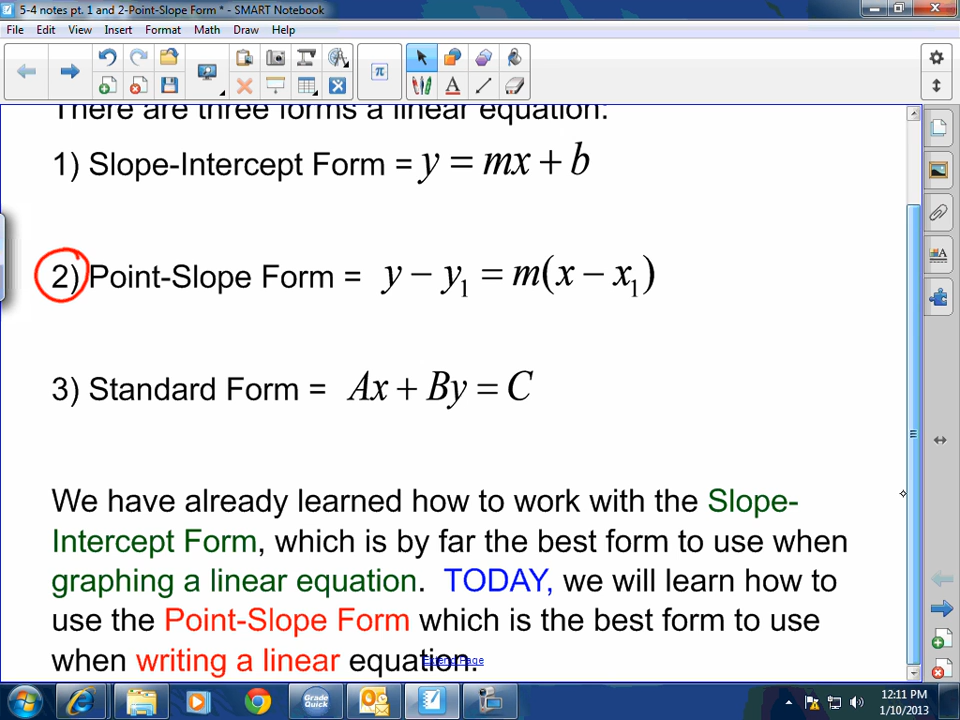 5-4 notes pt. 1 and 2-Point-Slope Form * - SMART Notebook
File Edit View Insert Format Math Draw Help
π
There are three forms a linear equation:
1) Slope-Intercept Form = y = mx + b
2) Point-Slope Form = y − y₁ = m(x − x₁)
3) Standard Form = Ax + By = C
We have already learned how to work with the Slope-
Intercept Form, which is by far the best form to use when
graphing a linear equation. TODAY, we will learn how to
use the Point-Slope Form which is the best form to use
when writing a linear equation.
Extend Page
Grade Quick
12:11 PM
1/10/2013